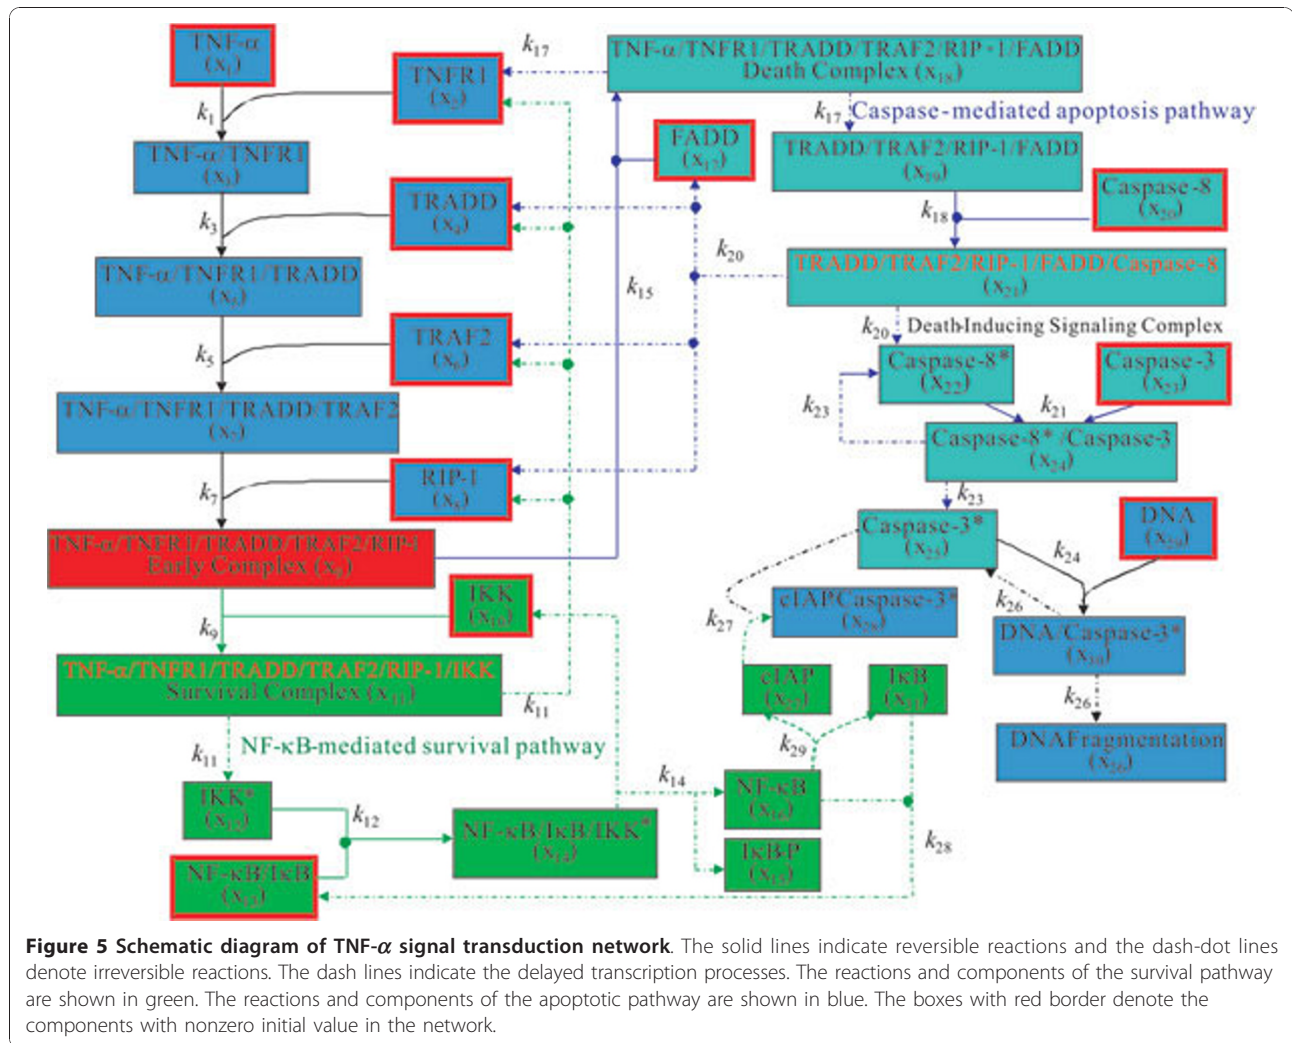 TNF-α
(x₁)
k₁₇
TNF-α/TNFR1/TRADD/TRAF2/RIP-1/FADD
Death Complex (x₁₈)
TNFR1
(x₂)
k₁
k₁₇
Caspase-mediated apoptosis pathway
FADD
(x₁₇)
TNF-α/TNFR1
(x₃)
TRADD/TRAF2/RIP-1/FADD
Caspase-8
(x₂₀)
TRADD
(x₄)
k₃
k₁₈
k₂₀
TNF-α/TNFR1/TRADD
(x₅)
TRADD/TRAF2/RIP-1/FADD/Caspase-8
(x₂₁)
k₁₅
k₂₀
Death-Inducing Signaling Complex
TRAF2
(x₆)
k₅
Caspase-8*
(x₂₂)
Caspase-3
(x₂₃)
k₂₃
k₂₁
TNF-α/TNFR1/TRADD/TRAF2
(x₇)
Caspase-8* /Caspase-3
(x₂₄)
RIP-1
(x₈)
k₇
k₂₃
Caspase-3*
(x₂₅)
DNA
(x₂₉)
TNF-α/TNFR1/TRADD/TRAF2/RIP-1
Early Complex (x₉)
k₂₄
IKK
(x₁₀)
k₂₆
cIAP/Caspase-3*
(x₂₈)
k₂₇
k₉
DNA/Caspase-3*
(x₃₀)
TNF-α/TNFR1/TRADD/TRAF2/RIP-1/IKK
Survival Complex (x₁₁)
k₁₁
cIAP
(x₂₇)
IκB
(x₃₁)
k₂₆
k₁₁
NF-κB-mediated survival pathway
k₂₉
DNAFragmentation
(x₂₆)
k₁₄
IKK*
(x₁₂)
k₁₂
NF-κB
(x₁₆)
NF-κB/IκB/IKK*
(x₁₄)
k₂₈
IκB-P
(x₁₅)
NF-κB/IκB
(x₁₃)
Figure 5 Schematic diagram of TNF-α signal transduction network. The solid lines indicate reversible reactions and the dash-dot lines
denote irreversible reactions. The dash lines indicate the delayed transcription processes. The reactions and components of the survival pathway
are shown in green. The reactions and components of the apoptotic pathway are shown in blue. The boxes with red border denote the
components with nonzero initial value in the network.